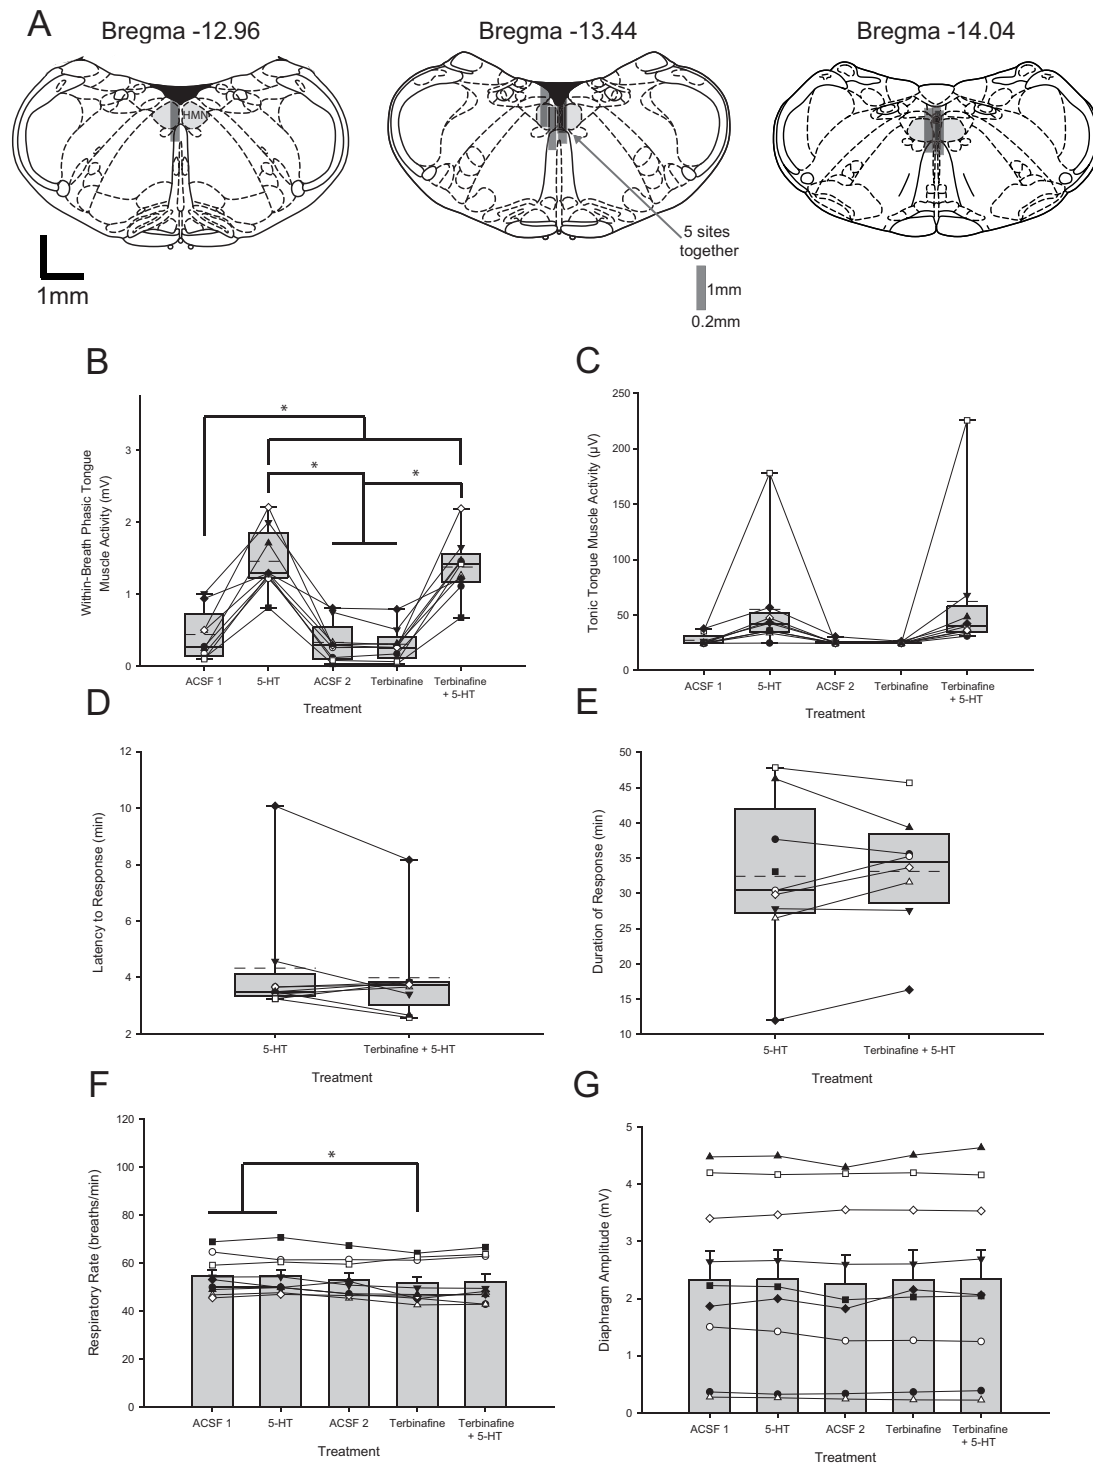 A
Bregma -12.96
Bregma -13.44
Bregma -14.04
HMN
5 sites
together
1mm
0.2mm
1mm
B
Within-Breath Phasic Tongue
Muscle Activity (mV)
3
2
1
0
*
*
*
ACSF 1
5-HT
ACSF 2
Terbinafine
Terbinafine
+ 5-HT
Treatment
C
Tonic Tongue Muscle Activity (µV)
250
200
150
100
50
0
ACSF 1
5-HT
ACSF 2
Terbinafine
Terbinafine
+ 5-HT
Treatment
D
Latency to Response (min)
12
10
8
6
4
2
5-HT
Terbinafine + 5-HT
Treatment
E
Duration of Response (min)
50
45
40
35
30
25
20
15
10
5-HT
Terbinafine + 5-HT
Treatment
F
Respiratory Rate (breaths/min)
120
100
80
60
40
20
0
*
ACSF 1
5-HT
ACSF 2
Terbinafine
Terbinafine
+ 5-HT
Treatment
G
Diaphragm Amplitude (mV)
5
4
3
2
1
0
ACSF 1
5-HT
ACSF 2
Terbinafine
Terbinafine
+ 5-HT
Treatment